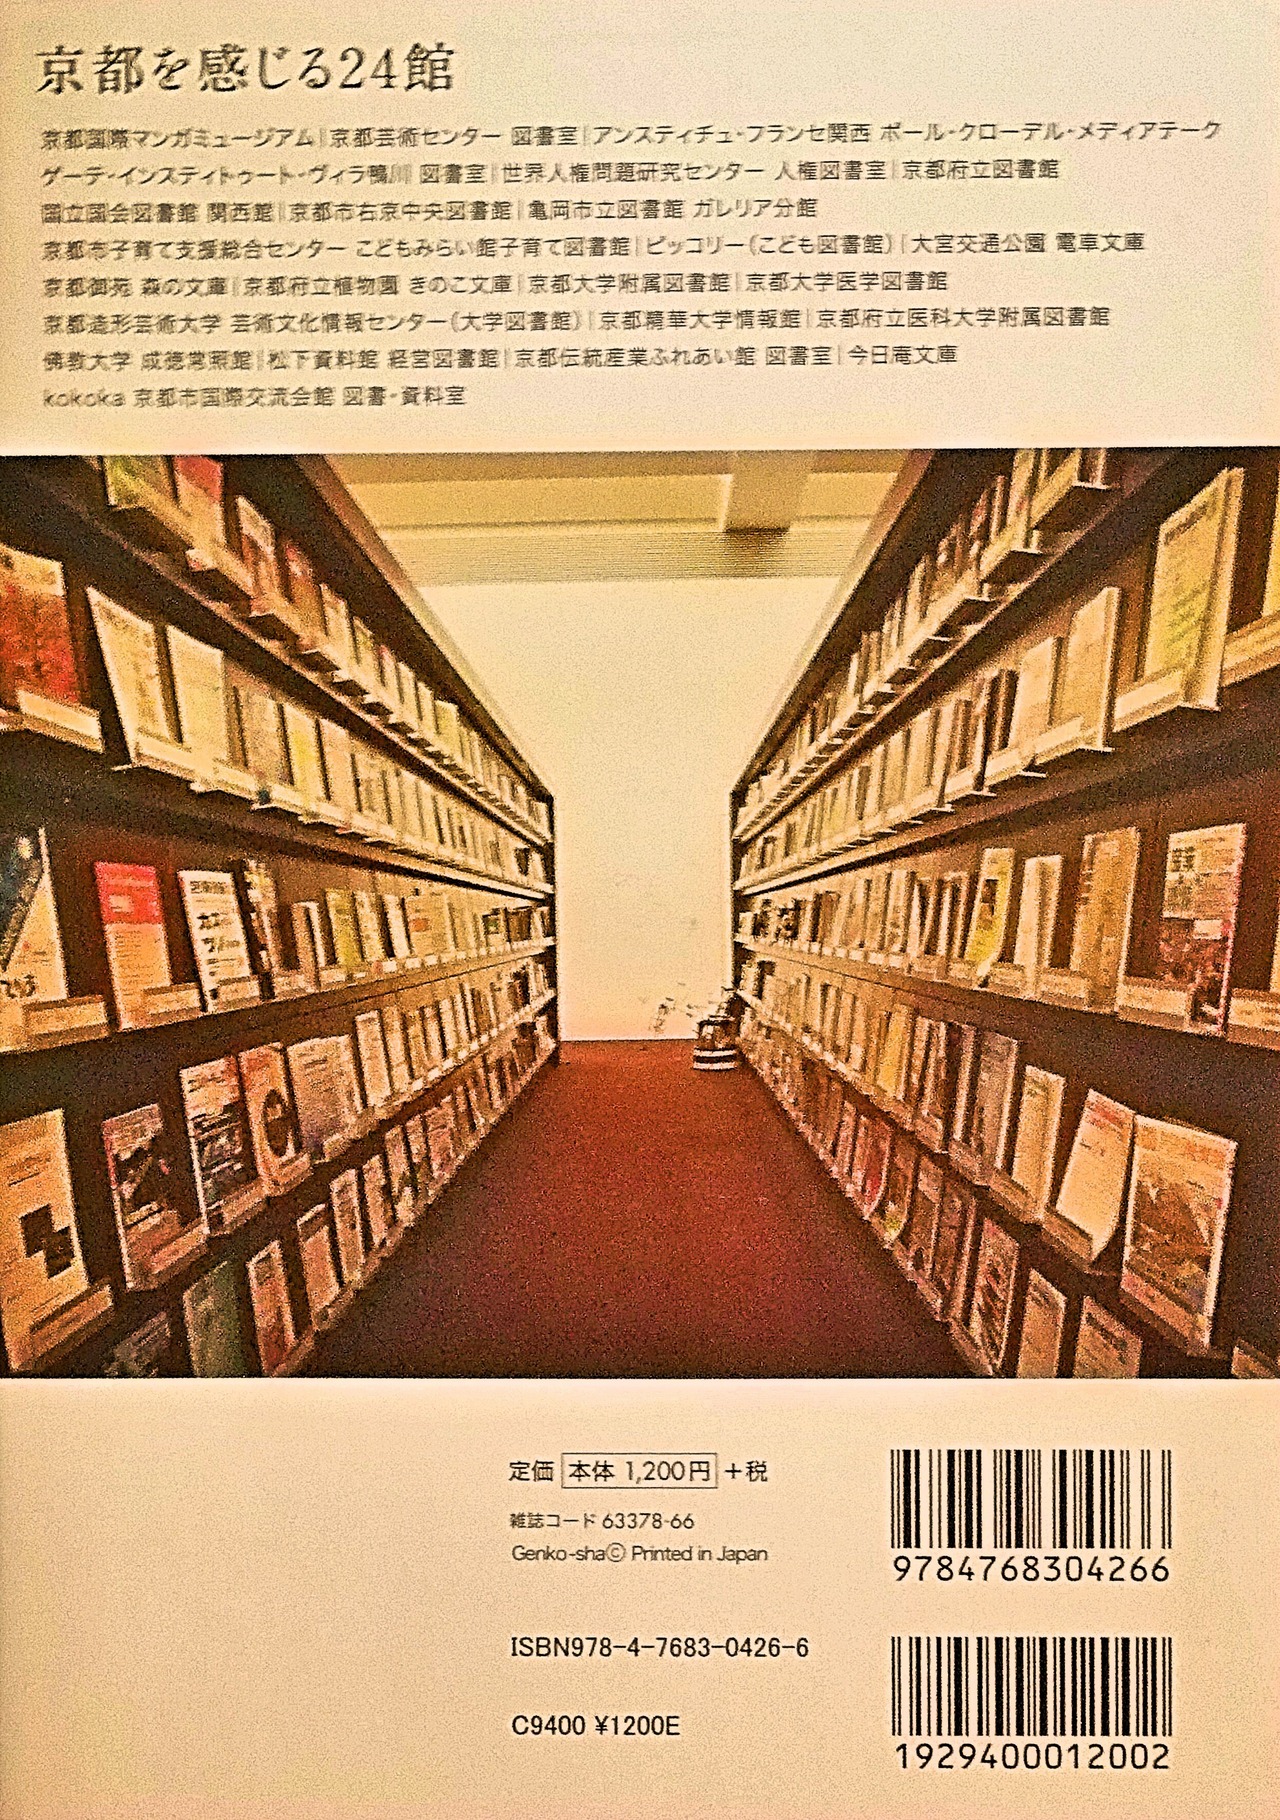 京都を感じる24館
京都国際マンガミュージアム|京都芸術センター 図書室|アンスティチュ・フランセ関西 ポール・クローデル・メディアテーク
ゲーテ・インスティトゥート・ヴィラ鴨川 図書室|世界人権問題研究センター 人権図書室|京都府立図書館
国立国会図書館 関西館|京都市右京中央図書館|亀岡市立図書館 ガレリア分館
京都市子育て支援総合センター こどもみらい館子育て図書館|ピッコリー(こども図書館)|大宮交通公園 電車文庫
京都御苑 森の文庫|京都府立植物園 きのこ文庫|京都大学附属図書館|京都大学医学図書館
京都造形芸術大学 芸術文化情報センター(大学図書館)|京都精華大学情報館|京都府立医科大学附属図書館
佛教大学 成徳常照館|松下資料館 経営図書館|京都伝統産業ふれあい館 図書室|今日庵文庫
kokoka 京都市国際交流会館 図書・資料室
定価 本体 1,200円 +税
雑誌コード 63378-66
Genko-shaⓒ Printed in Japan
9784768304266
ISBN978-4-7683-0426-6
C9400 ¥1200E
1929400012002